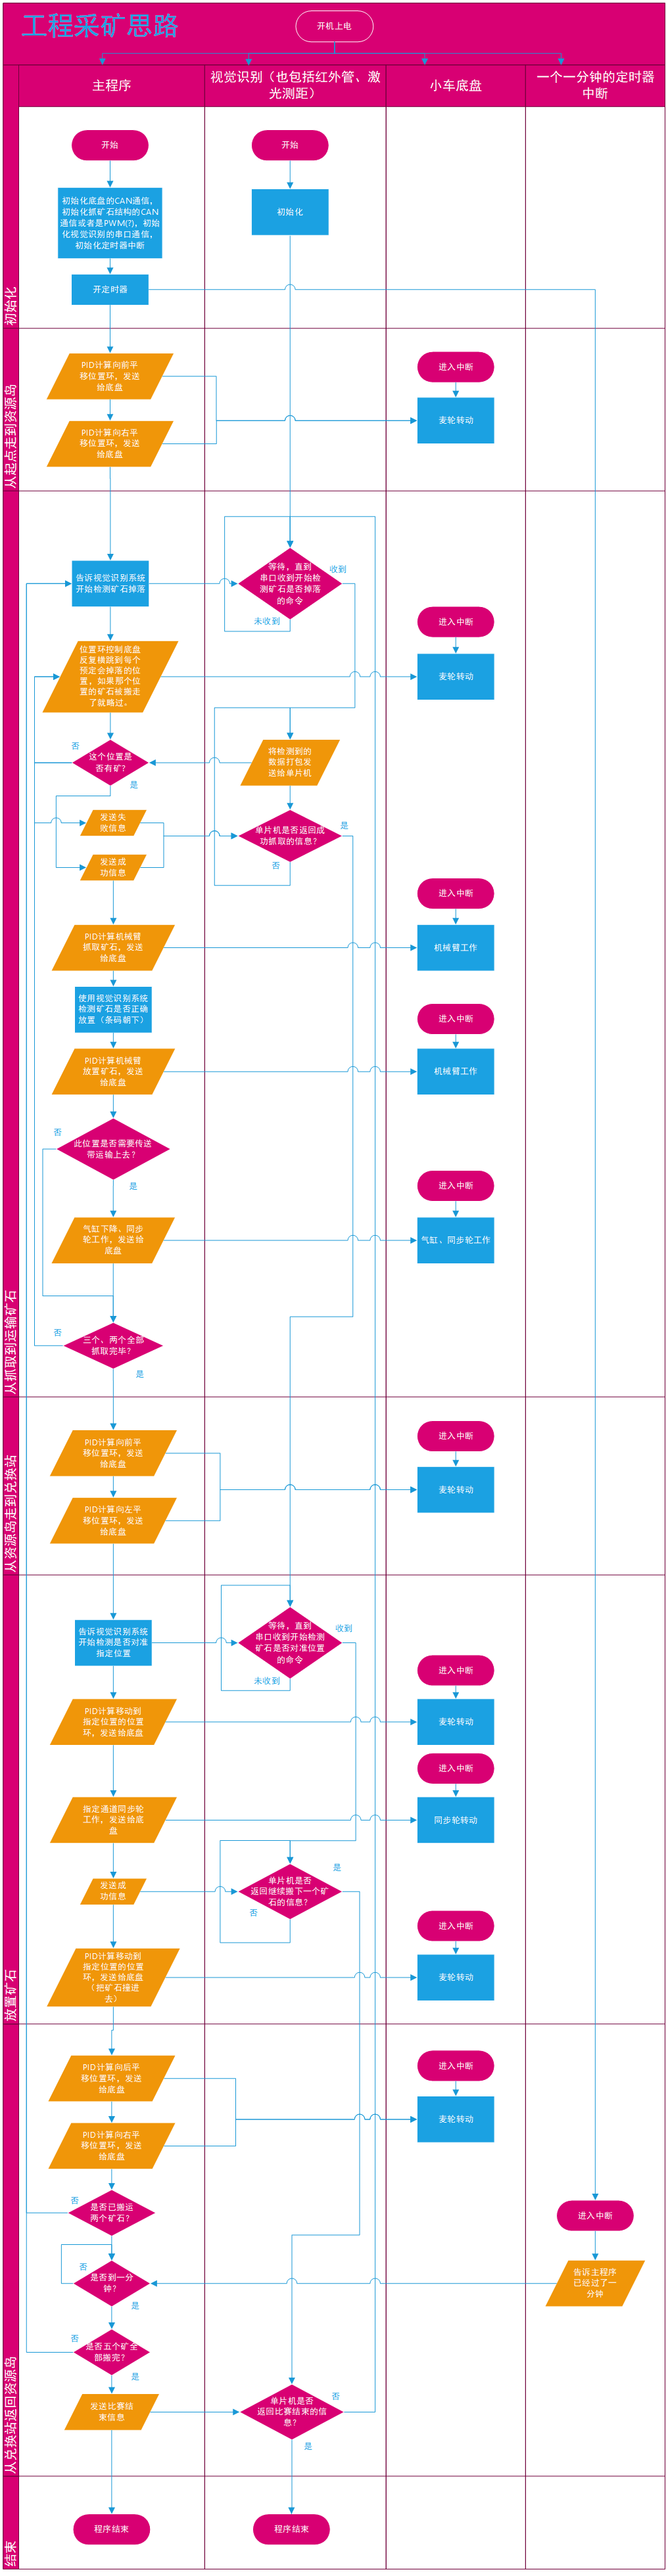 工程采矿思路
开机上电
主程序
视觉识别（也包括红外管、激
光测距）
小车底盘
一个一分钟的定时器
中断
初始化
开始
开始
初始化底盘的CAN通信，
初始化抓矿石结构的CAN
通信或者是PWM(?)，初始
化视觉识别的串口通信，
初始化定时器中断
初始化
开定时器
从起点走到资源岛
PID计算向前平
移位置环，发送
给底盘
进入中断
麦轮转动
PID计算向右平
移位置环，发送
给底盘
从抓取到运输矿石
告诉视觉识别系统
开始检测矿石掉落
等待，直到
串口收到开始检
测矿石是否掉落
的命令
收到
未收到
进入中断
麦轮转动
位置环控制底盘
反复横跳到每个
预定会掉落的位
置，如果那个位
置的矿石被搬走
了就略过。
否
这个位置是
否有矿？
是
将检测到的
数据打包发
送给单片机
发送失
败信息
发送成
功信息
单片机是否返回成
功抓取的信息？
是
否
PID计算机械臂
抓取矿石，发送
给底盘
进入中断
机械臂工作
使用视觉识别系统
检测矿石是否正确
放置（条码朝下）
PID计算机械臂
放置矿石，发送
给底盘
进入中断
机械臂工作
否
此位置是否需要传送
带运输上去？
是
气缸下降、同步
轮工作，发送给
底盘
进入中断
气缸、同步轮工作
否
三个、两个全部
抓取完毕？
是
从资源岛走到兑换站
PID计算向前平
移位置环，发送
给底盘
进入中断
麦轮转动
PID计算向左平
移位置环，发送
给底盘
放置矿石
告诉视觉识别系统
开始检测是否对准
指定位置
等待，直到
串口收到开始检测
矿石是否对准位置
的命令
收到
未收到
PID计算移动到
指定位置的位置
环，发送给底盘
进入中断
麦轮转动
指定通道同步轮
工作，发送给底
盘
进入中断
同步轮转动
发送成
功信息
单片机是否
返回继续搬下一个矿
石的信息？
是
否
PID计算移动到
指定位置的位置
环，发送给底盘
（把矿石撞进
去）
进入中断
麦轮转动
从兑换站返回资源岛
PID计算向后平
移位置环，发送
给底盘
进入中断
麦轮转动
PID计算向右平
移位置环，发送
给底盘
否
是否已搬运
两个矿石？
进入中断
否
是否到一分
钟？
是
告诉主程序
已经过了一
分钟
否
是否五个矿全
部搬完？
是
发送比赛结
束信息
单片机是否
返回比赛结束的信
息？
否
是
结束
程序结束
程序结束